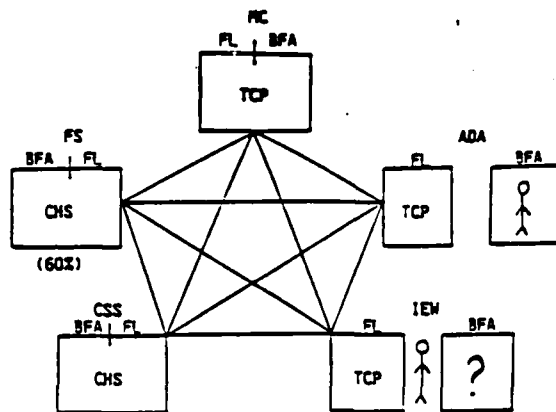 MC
FL BFA
TCP
FS
BFA FL
CHS
(60%)
ADA
FL BFA
TCP
CSS
BFA FL
CHS
IEW
FL BFA
TCP ?